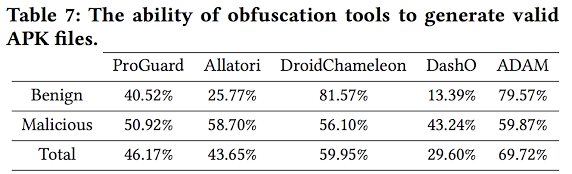 Table 7: The ability of obfuscation tools to generate valid
APK files.
ProGuard Allatori DroidChameleon DashO ADAM
Benign 40.52% 25.77% 81.57% 13.39% 79.57%
Malicious 50.92% 58.70% 56.10% 43.24% 59.87%
Total 46.17% 43.65% 59.95% 29.60% 69.72%